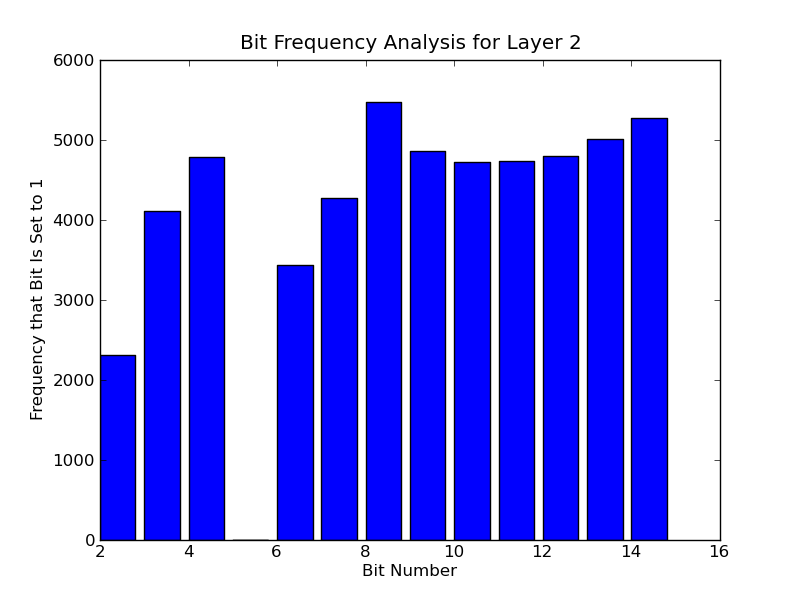 Bit Frequency Analysis for Layer 2
6000
5000
4000
3000
2000
1000
0
Frequency that Bit Is Set to 1
2 4 6 8 10 12 14 16
Bit Number